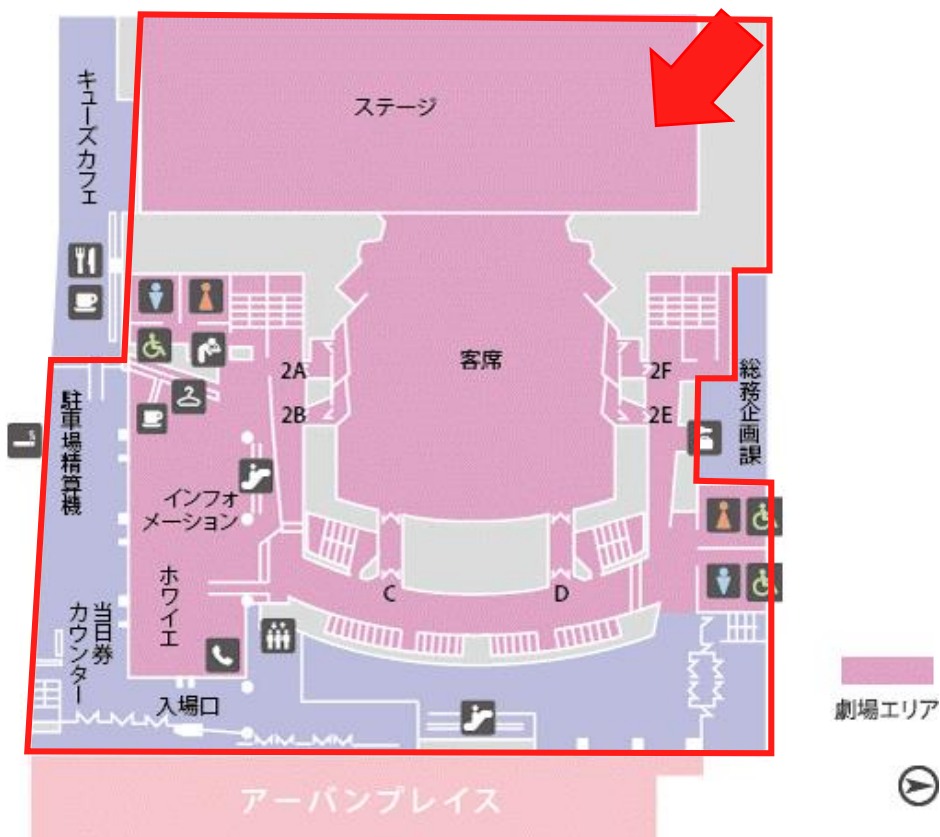 ステージ
キューズカフェ
客席
2A
2B
2F
2E
総務企画課
駐車場精算機
インフォ
メーション
ホワイエ
C
D
当日券
カウンター
入場口
劇場エリア
アーバンプレイス